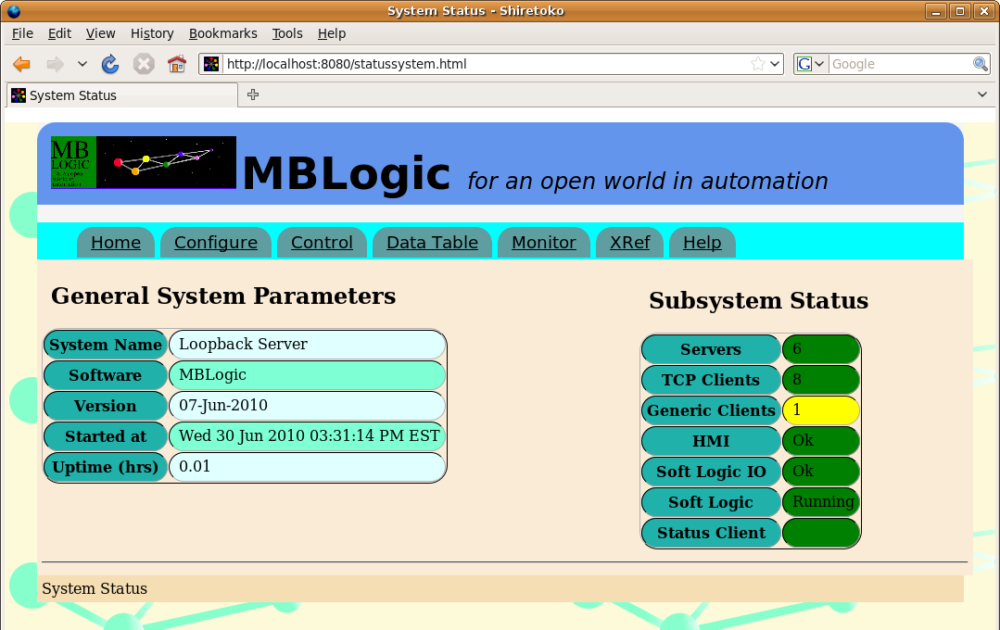 System Status - Shiretoko
File Edit View History Bookmarks Tools Help
http://localhost:8080/statussystem.html
G Google
System Status
MB
LOGIC
MBLogic for an open world in automation
Home Configure Control Data Table Monitor XRef Help
General System Parameters
System Name Loopback Server
Software MBLogic
Version 07-Jun-2010
Started at Wed 30 Jun 2010 03:31:14 PM EST
Uptime (hrs) 0.01
Subsystem Status
Servers 6
TCP Clients 8
Generic Clients 1
HMI Ok
Soft Logic IO Ok
Soft Logic Running
Status Client
System Status